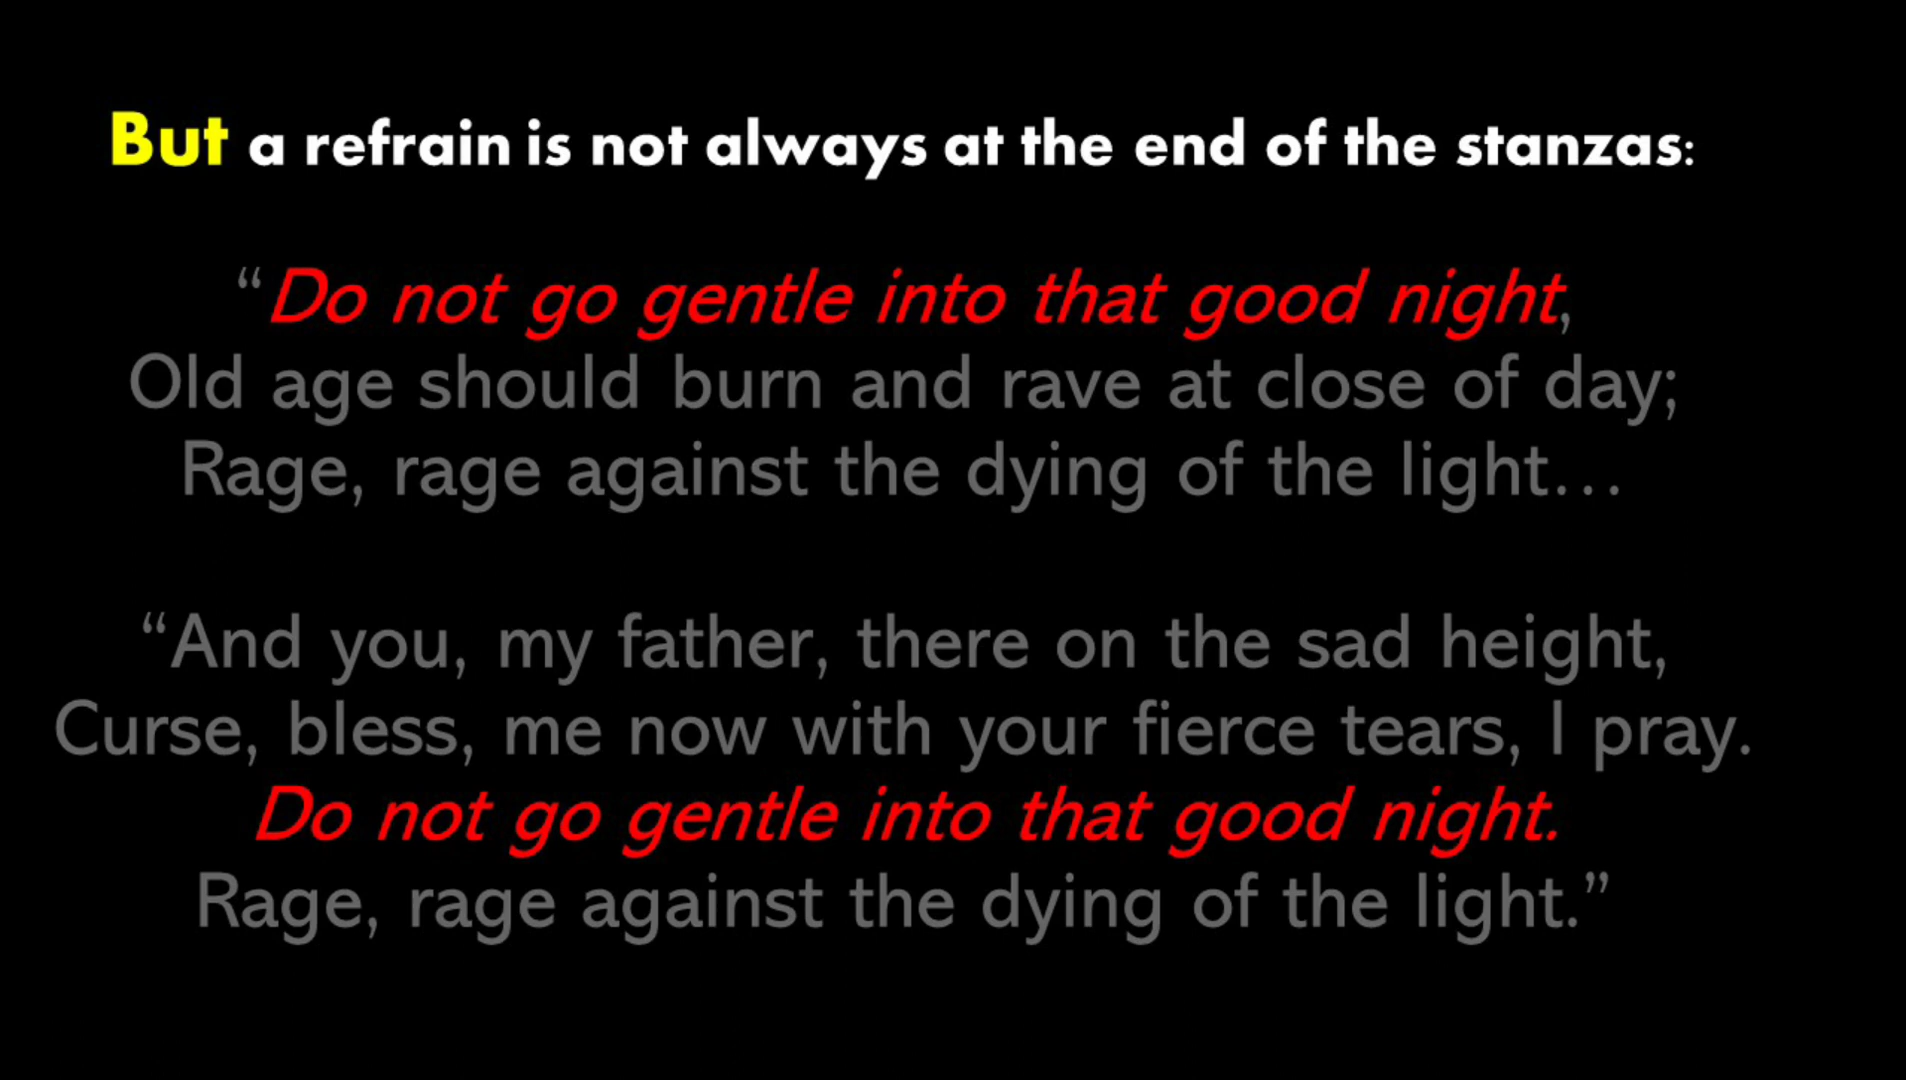 But a refrain is not always at the end of the stanzas:
“Do not go gentle into that good night,
Old age should burn and rave at close of day;
Rage, rage against the dying of the light…
“And you, my father, there on the sad height,
Curse, bless, me now with your fierce tears, I pray.
Do not go gentle into that good night.
Rage, rage against the dying of the light.”